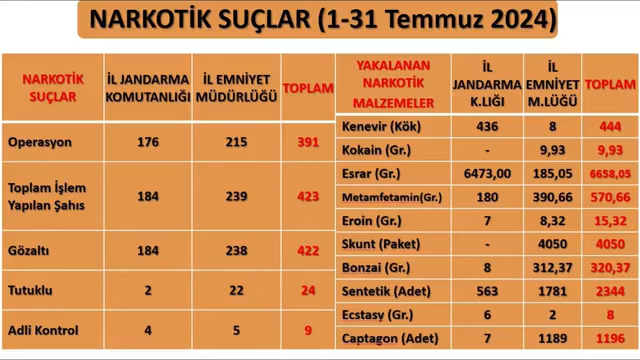 NARKOTİK SUÇLAR (1-31 Temmuz 2024)
NARKOTİK SUÇLAR İL JANDARMA KOMUTANLIĞI İL EMNİYET MÜDÜRLÜĞÜ TOPLAM
Operasyon 176 215 391
Toplam İşlem Yapılan Şahıs 184 239 423
Gözaltı 184 238 422
Tutuklu 2 22 24
Adli Kontrol 4 5 9
YAKALANAN NARKOTİK MALZEMELER İL JANDARMA K.LIĞI İL EMNİYET M.LÜĞÜ TOPLAM
Kenevir (Kök) 436 8 444
Kokain (Gr.) - 9,93 9,93
Esrar (Gr.) 6473,00 185,05 6658,05
Metamfetamin(Gr.) 180 390,66 570,66
Eroin (Gr.) 7 8,32 15,32
Skunt (Paket) - 4050 4050
Bonzai (Gr.) 8 312,37 320,37
Sentetik (Adet) 563 1781 2344
Ecstasy (Gr.) 6 2 8
Captagon (Adet) 7 1189 1196